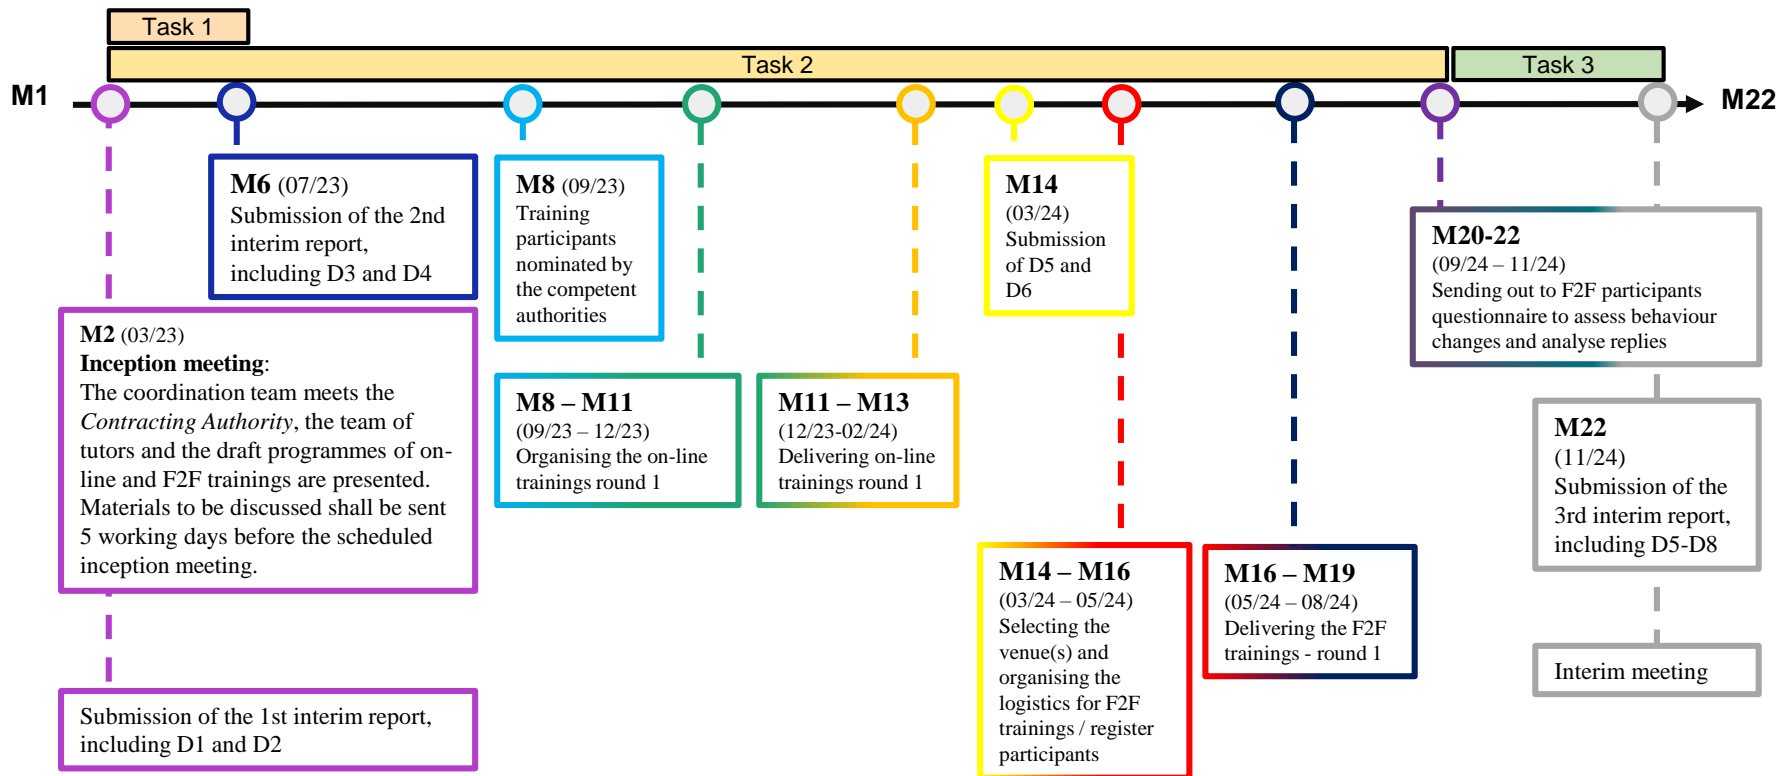 Task 1
Task 2
Task 3
M1
M22
M6 (07/23)
Submission of the 2nd
interim report,
including D3 and D4
M8 (09/23)
Training
participants
nominated by
the competent
authorities
M14
(03/24)
Submission
of D5 and
D6
M20-22
(09/24 – 11/24)
Sending out to F2F participants
questionnaire to assess behaviour
changes and analyse replies
M2 (03/23)
Inception meeting:
The coordination team meets the
Contracting Authority, the team of
tutors and the draft programmes of on-
line and F2F trainings are presented.
Materials to be discussed shall be sent
5 working days before the scheduled
inception meeting.
M8 – M11
(09/23 – 12/23)
Organising the on-line
trainings round 1
M11 – M13
(12/23-02/24)
Delivering on-line
trainings round 1
M22
(11/24)
Submission of the
3rd interim report,
including D5-D8
M14 – M16
(03/24 – 05/24)
Selecting the
venue(s) and
organising the
logistics for F2F
trainings / register
participants
M16 – M19
(05/24 – 08/24)
Delivering the F2F
trainings - round 1
Interim meeting
Submission of the 1st interim report,
including D1 and D2